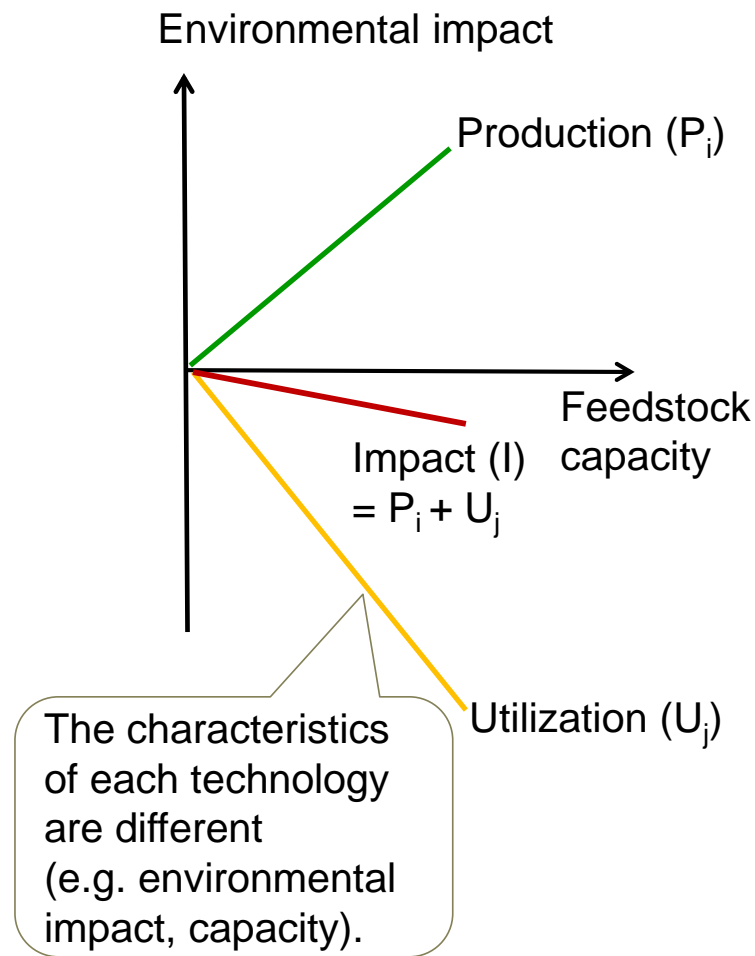 Environmental impact
Production (Pi)
Feedstock
capacity
Impact (I)
= Pi + Uj
Utilization (Uj)
The characteristics
of each technology
are different
(e.g. environmental
impact, capacity).